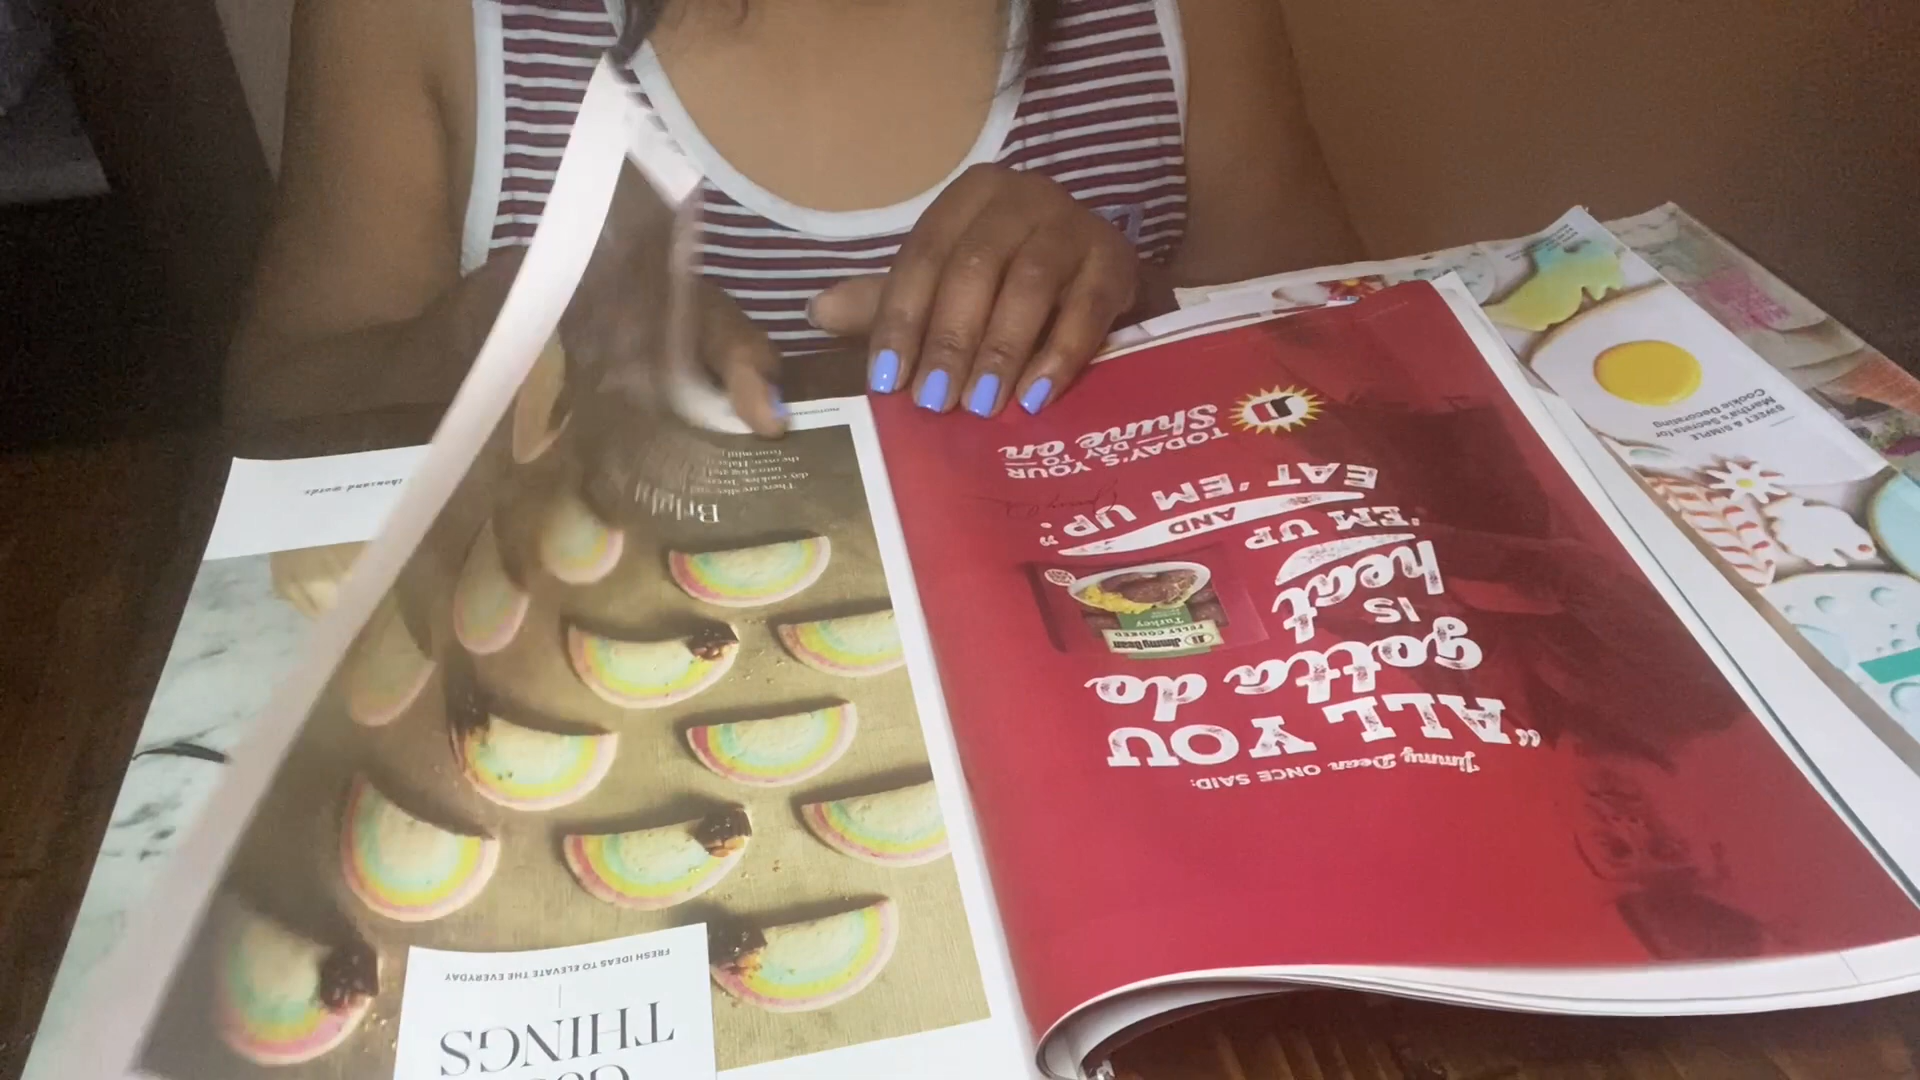 Jimmy Dean ONCE SAID:
"ALL YOU
gotta do
IS
heat
'EM UP
AND
EAT 'EM UP."
TODAY'S YOUR
DAY TO
Shine on
JD
Jimmy Dean
FULLY COOKED
Turkey
THINGS
FRESH IDEAS TO ELEVATE THE EVERYDAY
thousand words
SWEET & SIMPLE
Martha's Secrets for
Cookie Decorating